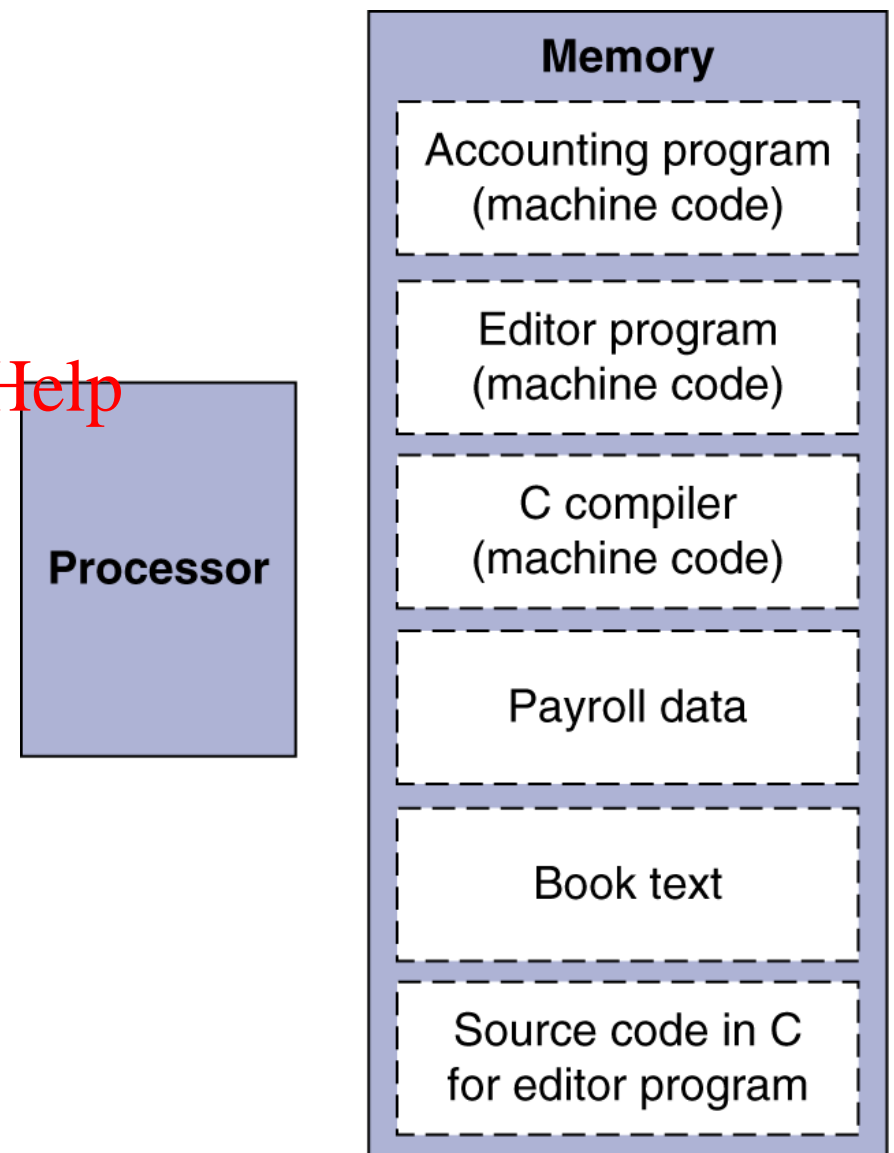 Memory
Accounting program
(machine code)
Editor program
(machine code)
Help
C compiler
(machine code)
Processor
Payroll data
Book text
Source code in C
for editor program